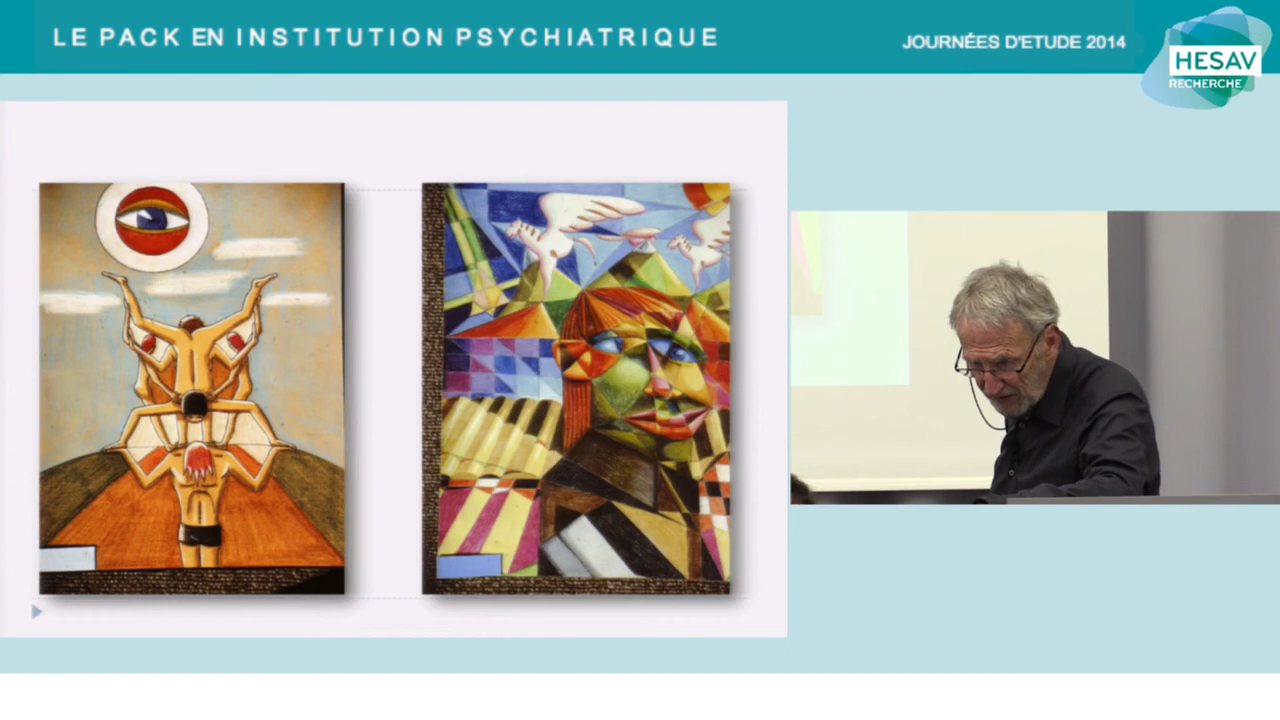 LE PACK EN INSTITUTION PSYCHIATRIQUE
JOURNÉES D'ETUDE 2014
HESAV
RECHERCHE